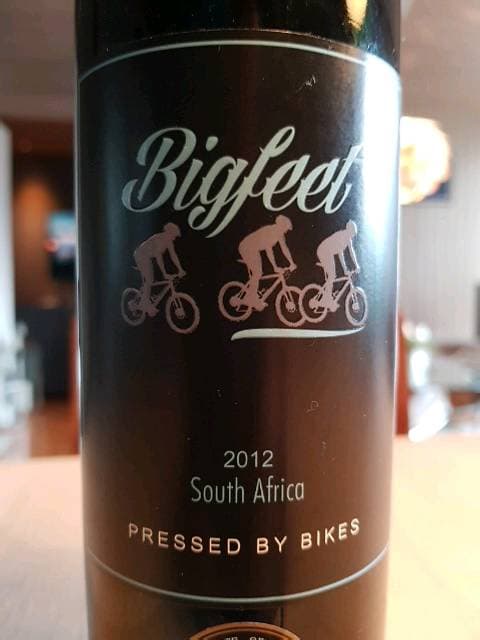 Bigfeet
2012
South Africa
PRESSED BY BIKES